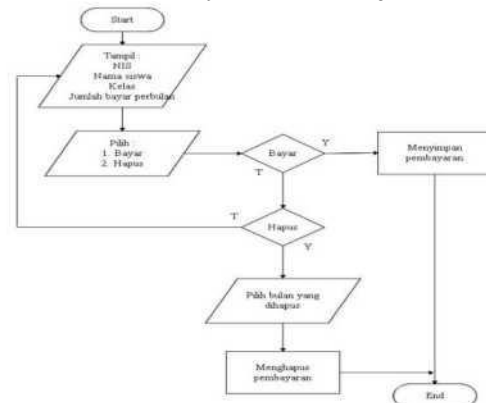 Start
Tampil :
NIS
Nama siswa
Kelas
Jumlah bayar perbulan
Pilih :
1. Bayar
2. Hapus
Bayar
Y
Menyimpan
pembayaran
T
T
Hapus
Y
Pilih bulan yang
dihapus
Menghapus
pembayaran
End